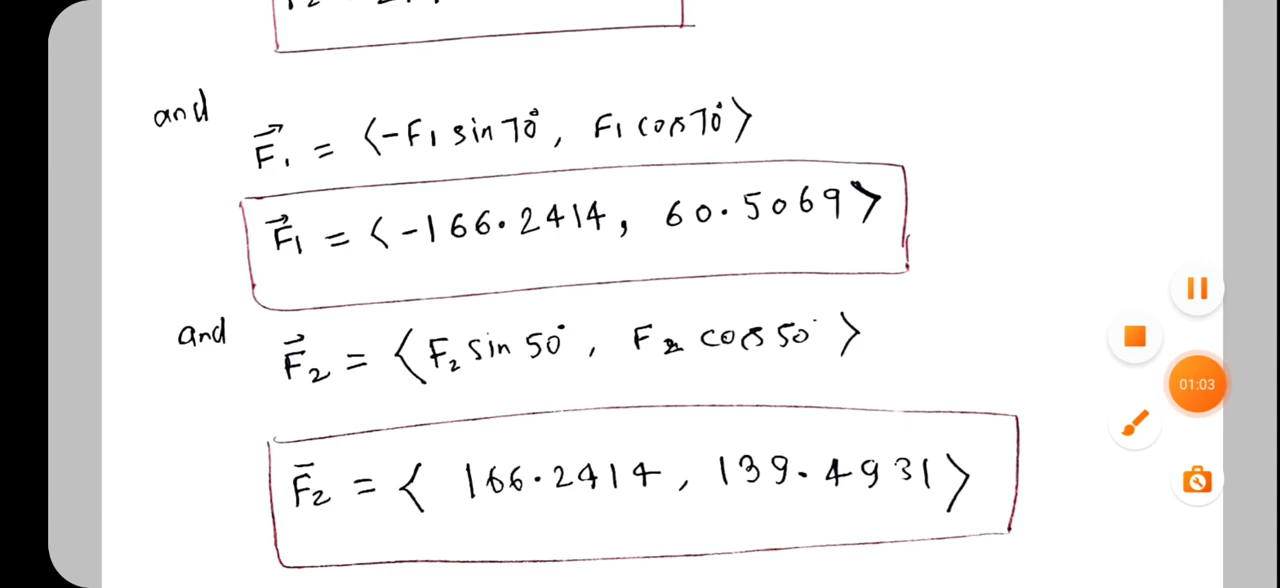 and
F⃗₁ = ⟨-F₁ sin 70°, F₁ cos 70°⟩
F⃗₁ = ⟨-166.2414, 60.5069⟩
and
F⃗₂ = ⟨F₂ sin 50°, F₂ cos 50°⟩
F̅₂ = ⟨166.2414, 139.4931⟩
01:03